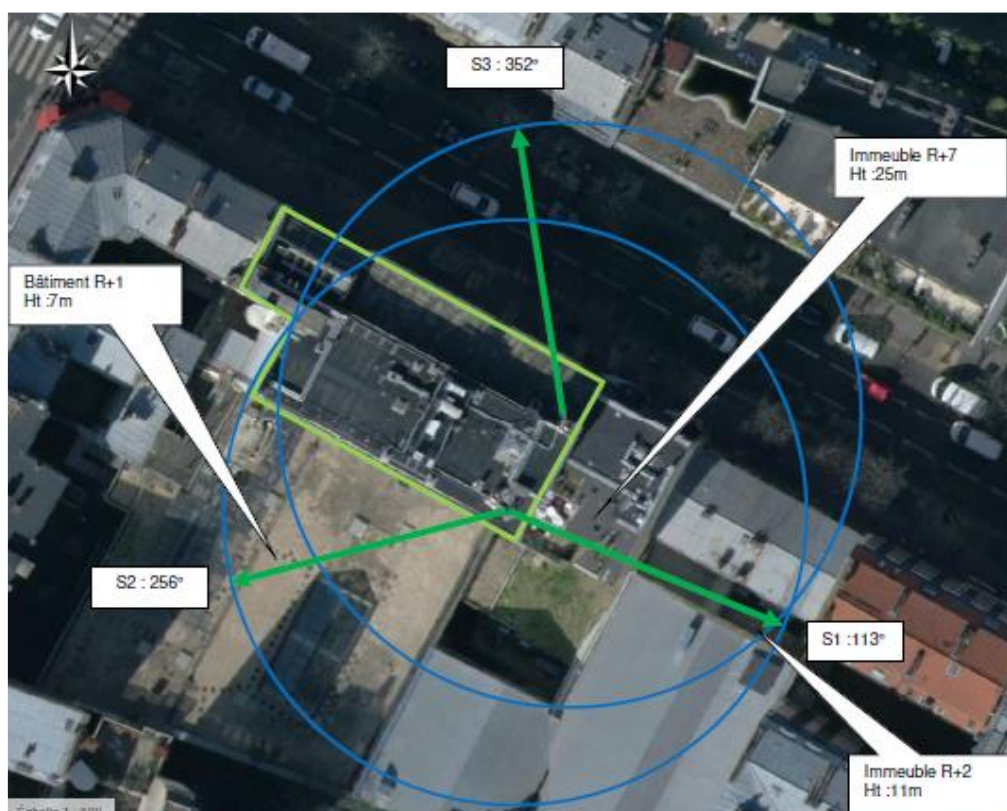 S3 : 352°
Immeuble R+7
Ht :25m
Bâtiment R+1
Ht :7m
S2 : 256°
S1 :113°
Immeuble R+2
Ht :11m